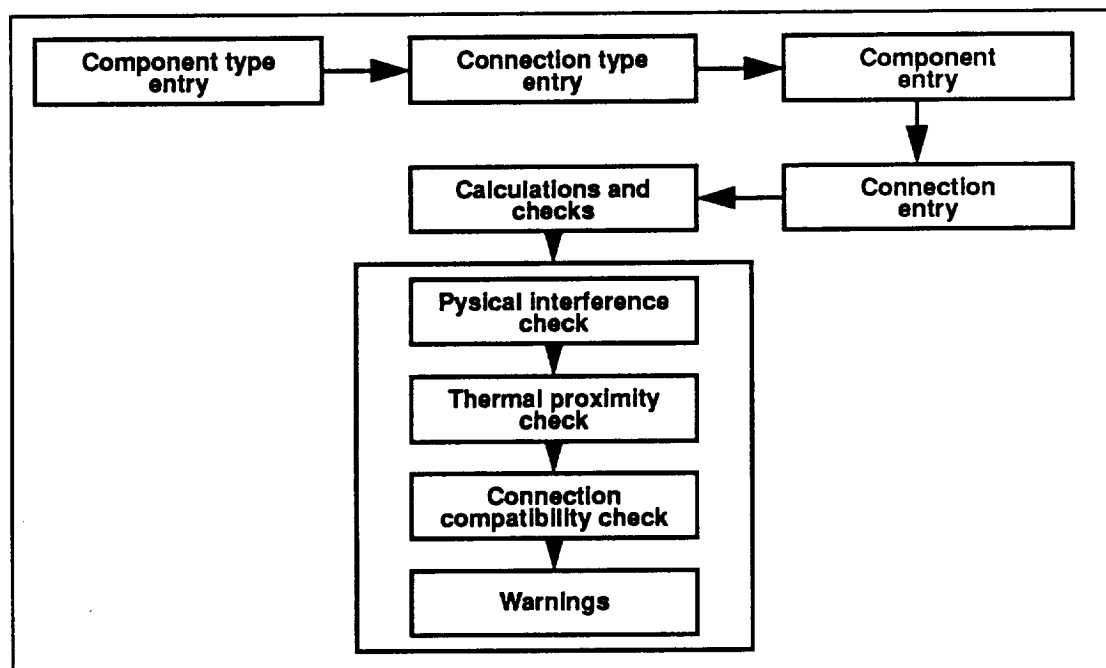 Component type
entry
Connection type
entry
Component
entry
Connection
entry
Calculations and
checks
Pysical interference
check
Thermal proximity
check
Connection
compatibility check
Warnings